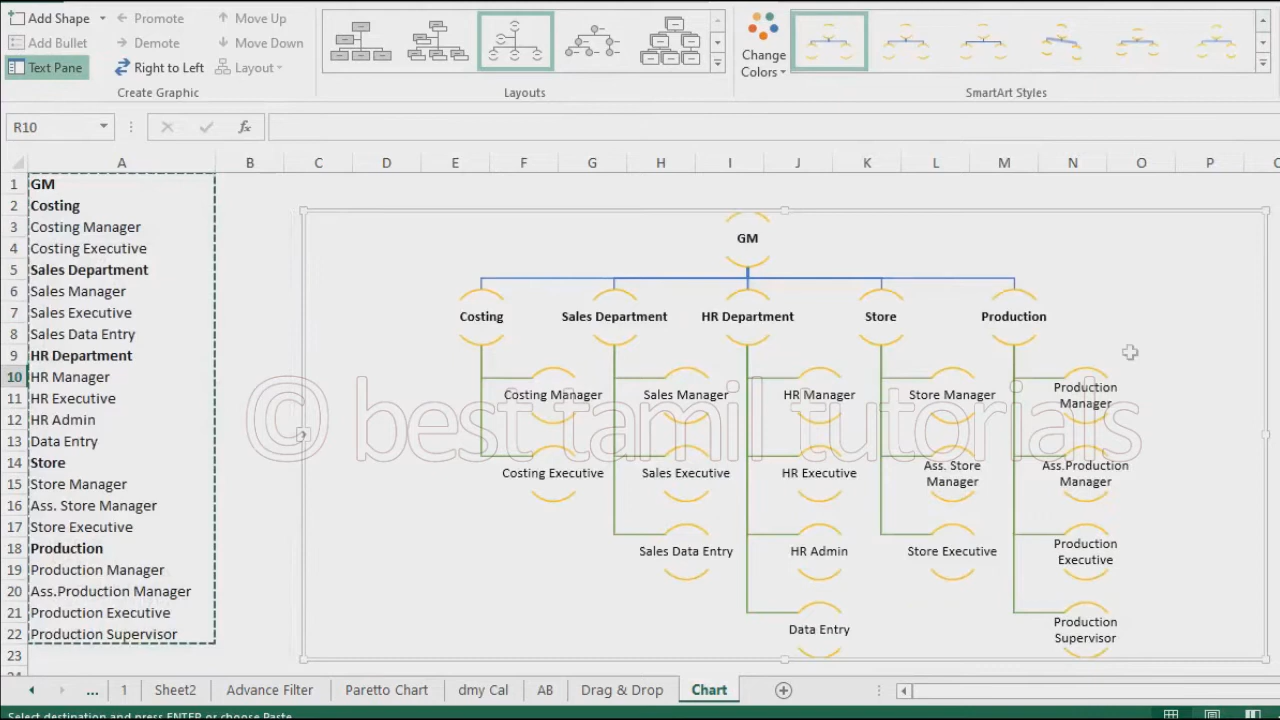 Add Shape
Promote
Move Up
Add Bullet
Demote
Move Down
Text Pane
Right to Left
Layout
Create Graphic
Layouts
Change
Colors
SmartArt Styles
R10
fx
A B C D E F G H I J K L M N O P
1 GM
2 Costing
3 Costing Manager
4 Costing Executive
5 Sales Department
6 Sales Manager
7 Sales Executive
8 Sales Data Entry
9 HR Department
10 HR Manager
11 HR Executive
12 HR Admin
13 Data Entry
14 Store
15 Store Manager
16 Ass. Store Manager
17 Store Executive
18 Production
19 Production Manager
20 Ass.Production Manager
21 Production Executive
22 Production Supervisor
23
GM
Costing
Sales Department
HR Department
Store
Production
Costing Manager
Sales Manager
HR Manager
Store Manager
Production
Manager
© best tamil tutorials
Costing Executive
Sales Executive
HR Executive
Ass. Store
Manager
Ass.Production
Manager
Sales Data Entry
HR Admin
Store Executive
Production
Executive
Data Entry
Production
Supervisor
... 1 Sheet2 Advance Filter Paretto Chart dmy Cal AB Drag & Drop Chart
Select destination and press ENTER or choose Paste